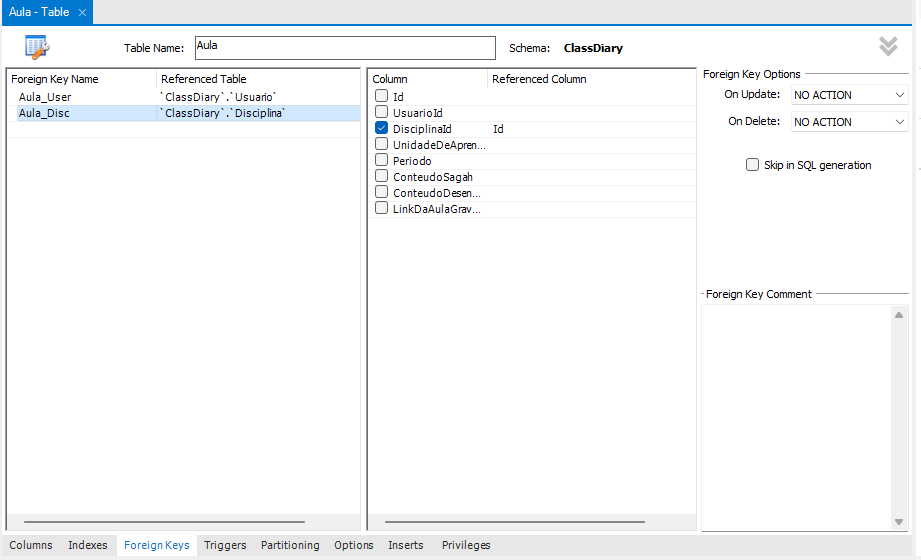 Aula - Table ×
Table Name: Aula Schema: ClassDiary
Foreign Key Name Referenced Table
Aula_User `ClassDiary`.`Usuario`
Aula_Disc `ClassDiary`.`Disciplina`
Column Referenced Column
Id
UsuarioId
DisciplinaId Id
UnidadeDeApren...
Periodo
ConteudoSagah
ConteudoDesen...
LinkDaAulaGrav...
Foreign Key Options
On Update: NO ACTION
On Delete: NO ACTION
Skip in SQL generation
Foreign Key Comment
Columns Indexes Foreign Keys Triggers Partitioning Options Inserts Privileges